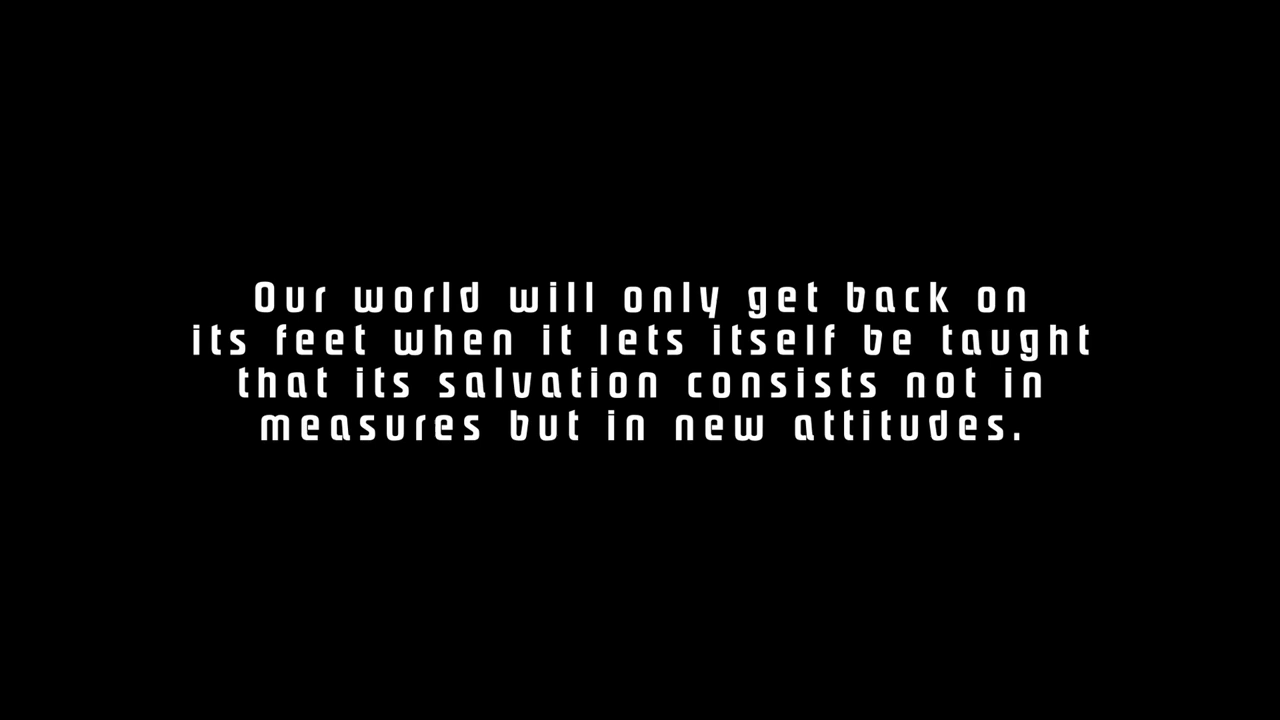 Our world will only get back on
its feet when it lets itself be taught
that its salvation consists not in
measures but in new attitudes.